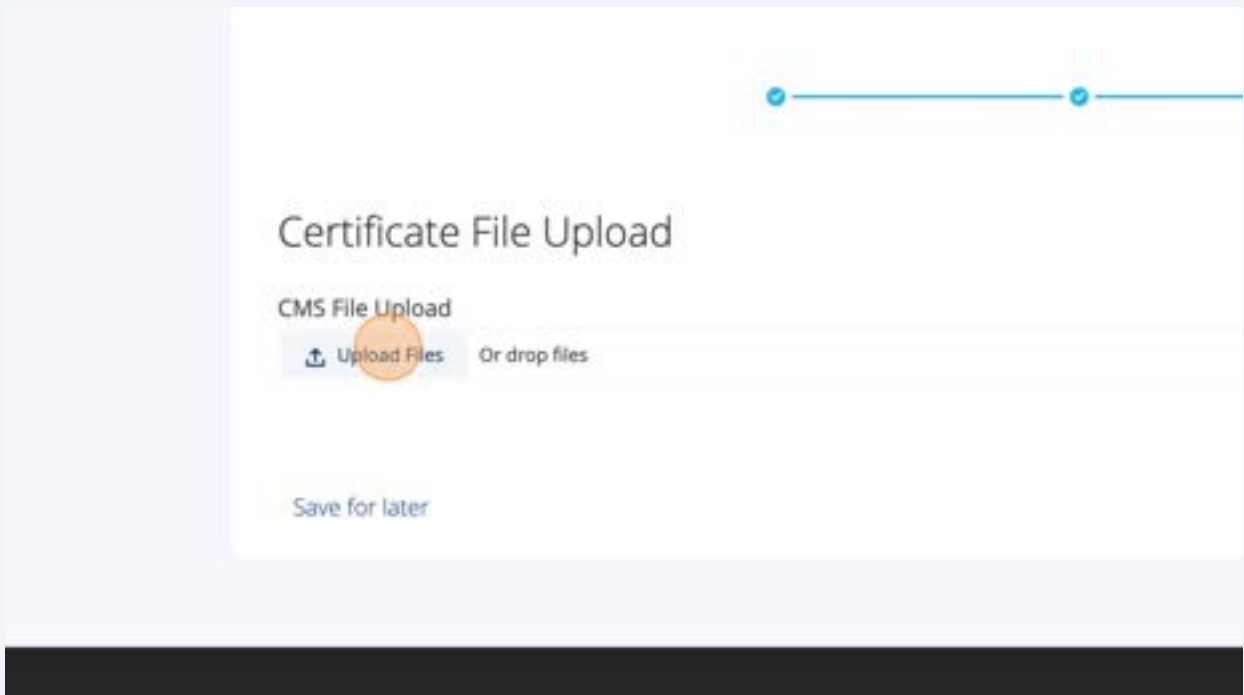 Certificate File Upload
CMS File Upload
Upload Files Or drop files
Save for later